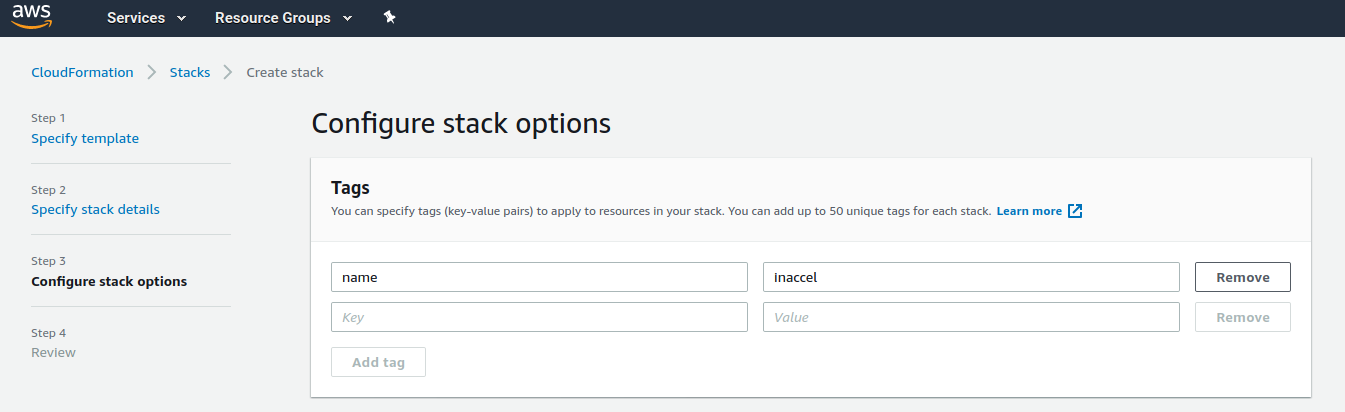 aws Services Resource Groups
CloudFormation Stacks Create stack
Step 1
Specify template
Step 2
Specify stack details
Step 3
Configure stack options
Step 4
Review
Configure stack options
Tags
You can specify tags (key-value pairs) to apply to resources in your stack. You can add up to 50 unique tags for each stack. Learn more
name inaccel Remove
Key Value Remove
Add tag